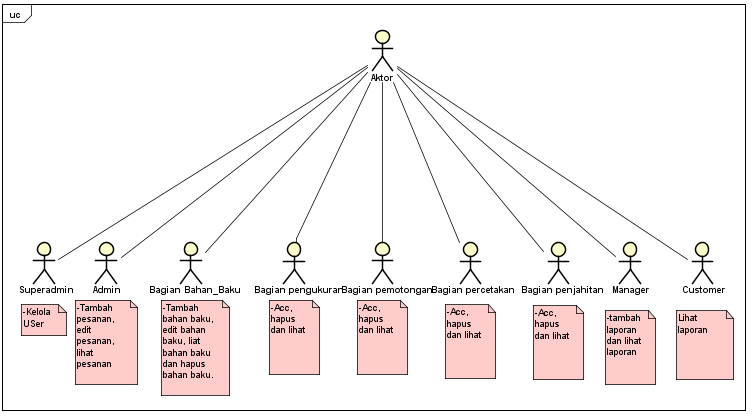 uc
Aktor
Superadmin
Admin
Bagian Bahan_Baku
Bagian pengukuran
Bagian pemotongan
Bagian percetakan
Bagian penjahitan
Manager
Customer
-Kelola
USer
-Tambah
pesanan,
edit
pesanan,
lihat
pesanan
-Tambah
bahan baku,
edit bahan
baku, liat
bahan baku
dan hapus
bahan baku.
-Acc,
hapus
dan lihat
-Acc,
hapus
dan lihat
-Acc,
hapus
dan lihat
-Acc,
hapus
dan lihat
-tambah
laporan
dan lihat
laporan
Lihat
laporan